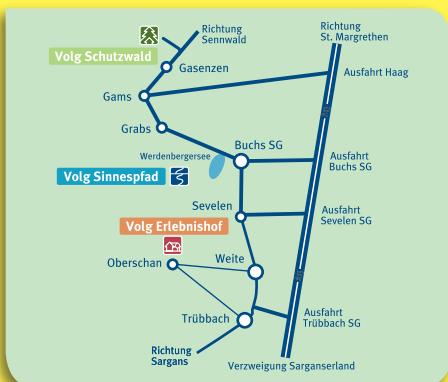 Richtung
Sennwald
Richtung
St. Margrethen
Volg Schutzwald
Gasenzen
Ausfahrt Haag
Gams
Grabs
Buchs SG
Werdenbergersee
Ausfahrt
Buchs SG
Volg Sinnespfad
Sevelen
Ausfahrt
Sevelen SG
Volg Erlebnishof
Oberschan
Weite
Trübbach
Ausfahrt
Trübbach SG
Richtung
Sargans
Verzweigung Sarganserland